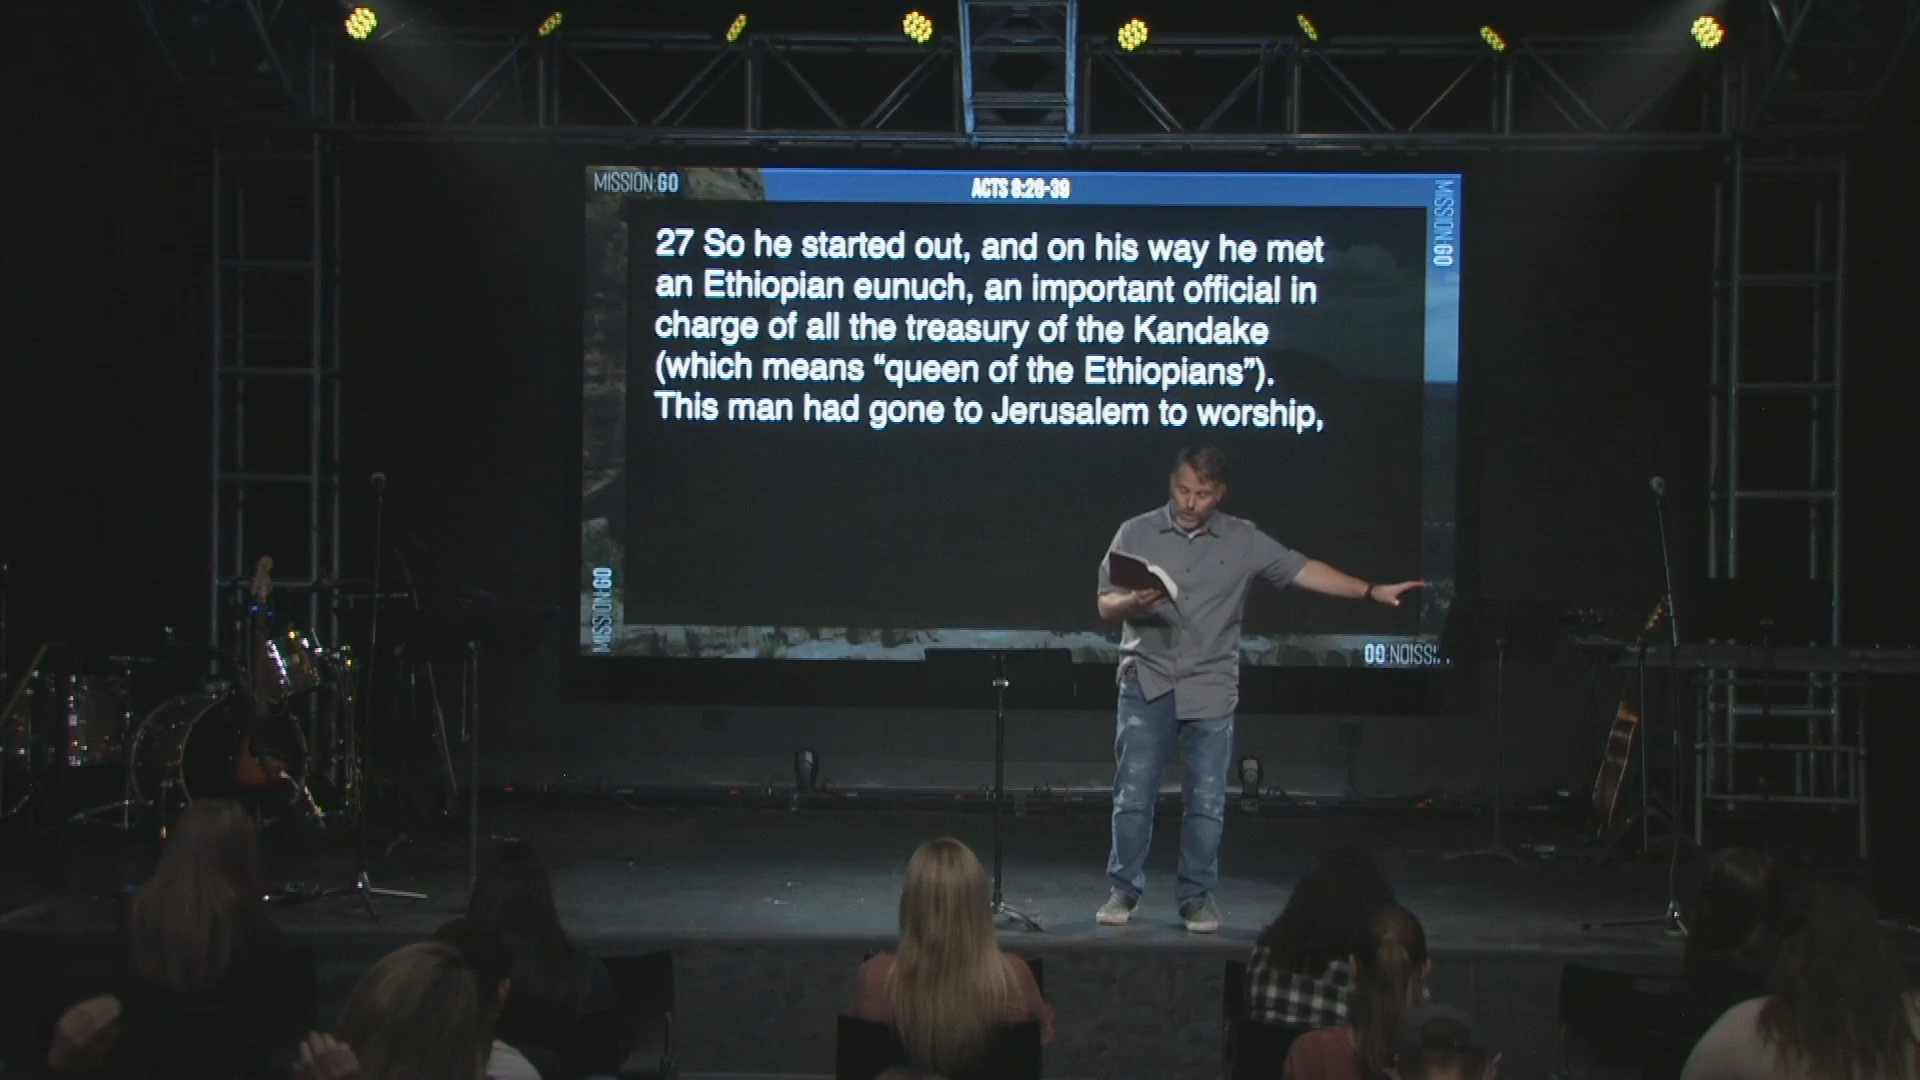 MISSION:GO
ACTS 8:26-39
MISSION:GO
27 So he started out, and on his way he met
an Ethiopian eunuch, an important official in
charge of all the treasury of the Kandake
(which means “queen of the Ethiopians”).
This man had gone to Jerusalem to worship,
MISSION:GO